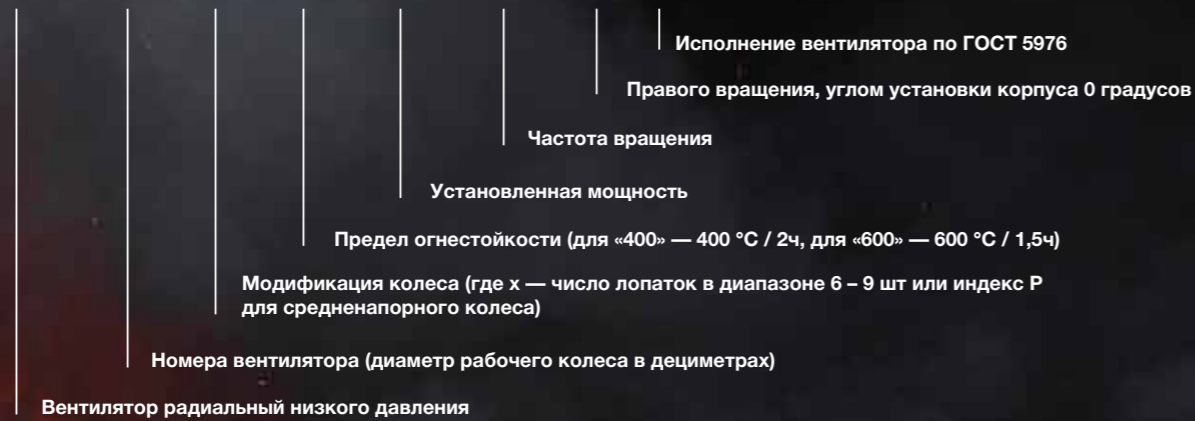 Исполнение вентилятора по ГОСТ 5976
Правого вращения, углом установки корпуса 0 градусов
Частота вращения
Установленная мощность
Предел огнестойкости (для «400» — 400 °С / 2ч, для «600» — 600 °С / 1,5ч)
Модификация колеса (где х — число лопаток в диапазоне 6 – 9 шт или индекс Р
для средненапорного колеса)
Номера вентилятора (диаметр рабочего колеса в дециметрах)
Вентилятор радиальный низкого давления